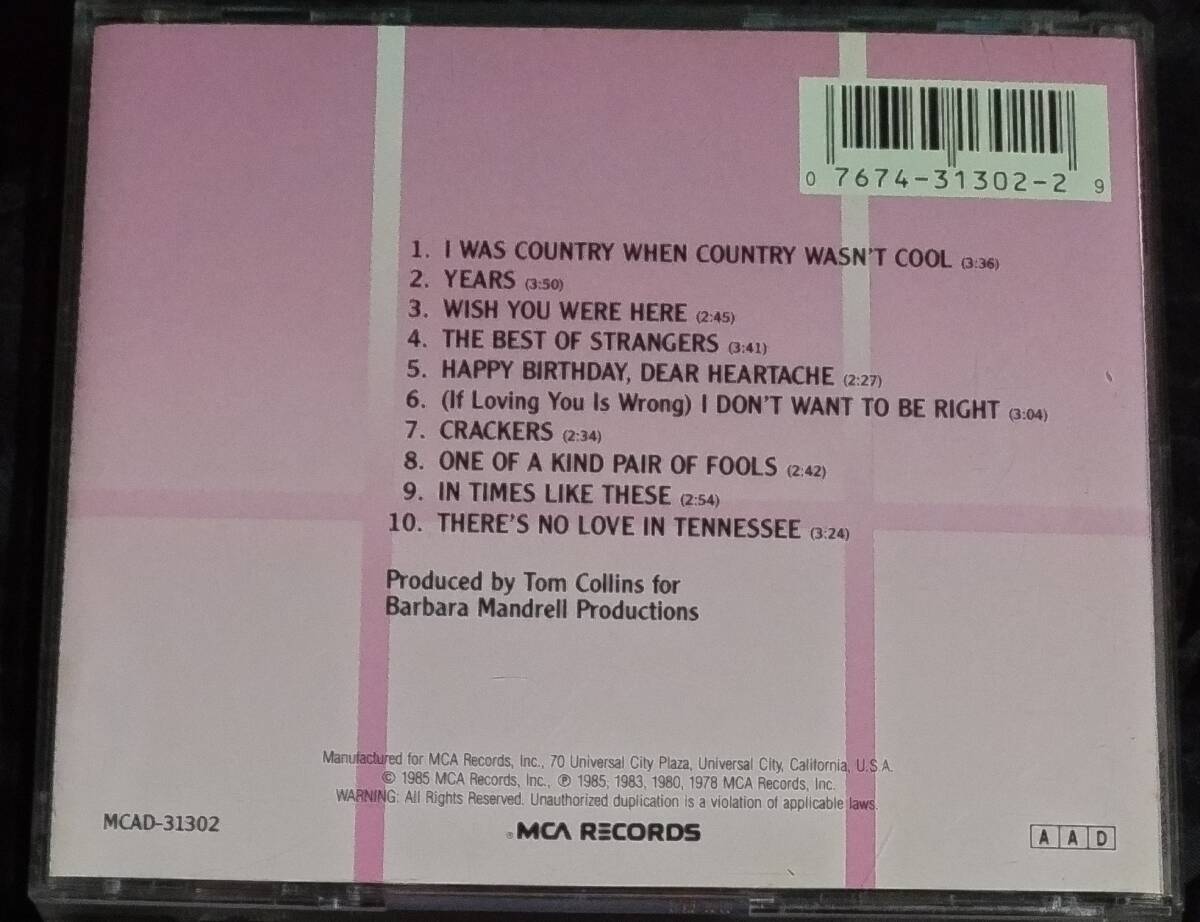 0 7674-31302-2 9
1. I WAS COUNTRY WHEN COUNTRY WASN'T COOL (3:36)
2. YEARS (3:50)
3. WISH YOU WERE HERE (2:45)
4. THE BEST OF STRANGERS (3:41)
5. HAPPY BIRTHDAY, DEAR HEARTACHE (2:27)
6. (If Loving You Is Wrong) I DON'T WANT TO BE RIGHT (3:04)
7. CRACKERS (2:34)
8. ONE OF A KIND PAIR OF FOOLS (2:42)
9. IN TIMES LIKE THESE (2:54)
10. THERE'S NO LOVE IN TENNESSEE (3:24)
Produced by Tom Collins for
Barbara Mandrell Productions
Manufactured for MCA Records, Inc., 70 Universal City Plaza, Universal City, California, U.S.A.
© 1985 MCA Records, Inc., ℗ 1985, 1983, 1980, 1978 MCA Records, Inc.
WARNING: All Rights Reserved. Unauthorized duplication is a violation of applicable laws.
MCAD-31302
®MCA RECORDS
A A D